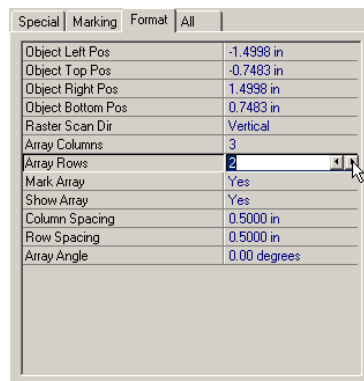 Special Marking Format All
Object Left Pos -1.4998 in
Object Top Pos -0.7483 in
Object Right Pos 1.4998 in
Object Bottom Pos 0.7483 in
Raster Scan Dir Vertical
Array Columns 3
Array Rows 2
Mark Array Yes
Show Array Yes
Column Spacing 0.5000 in
Row Spacing 0.5000 in
Array Angle 0.00 degrees